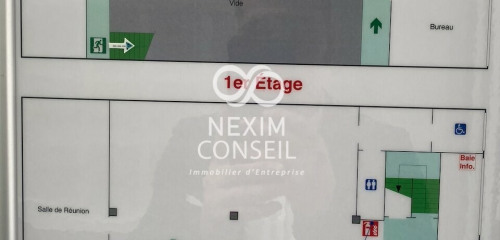 Vide
Bureau
1er Étage
NEXIM
CONSEIL
Immobilier d'Entreprise
Baie
Info.
Salle de Réunion